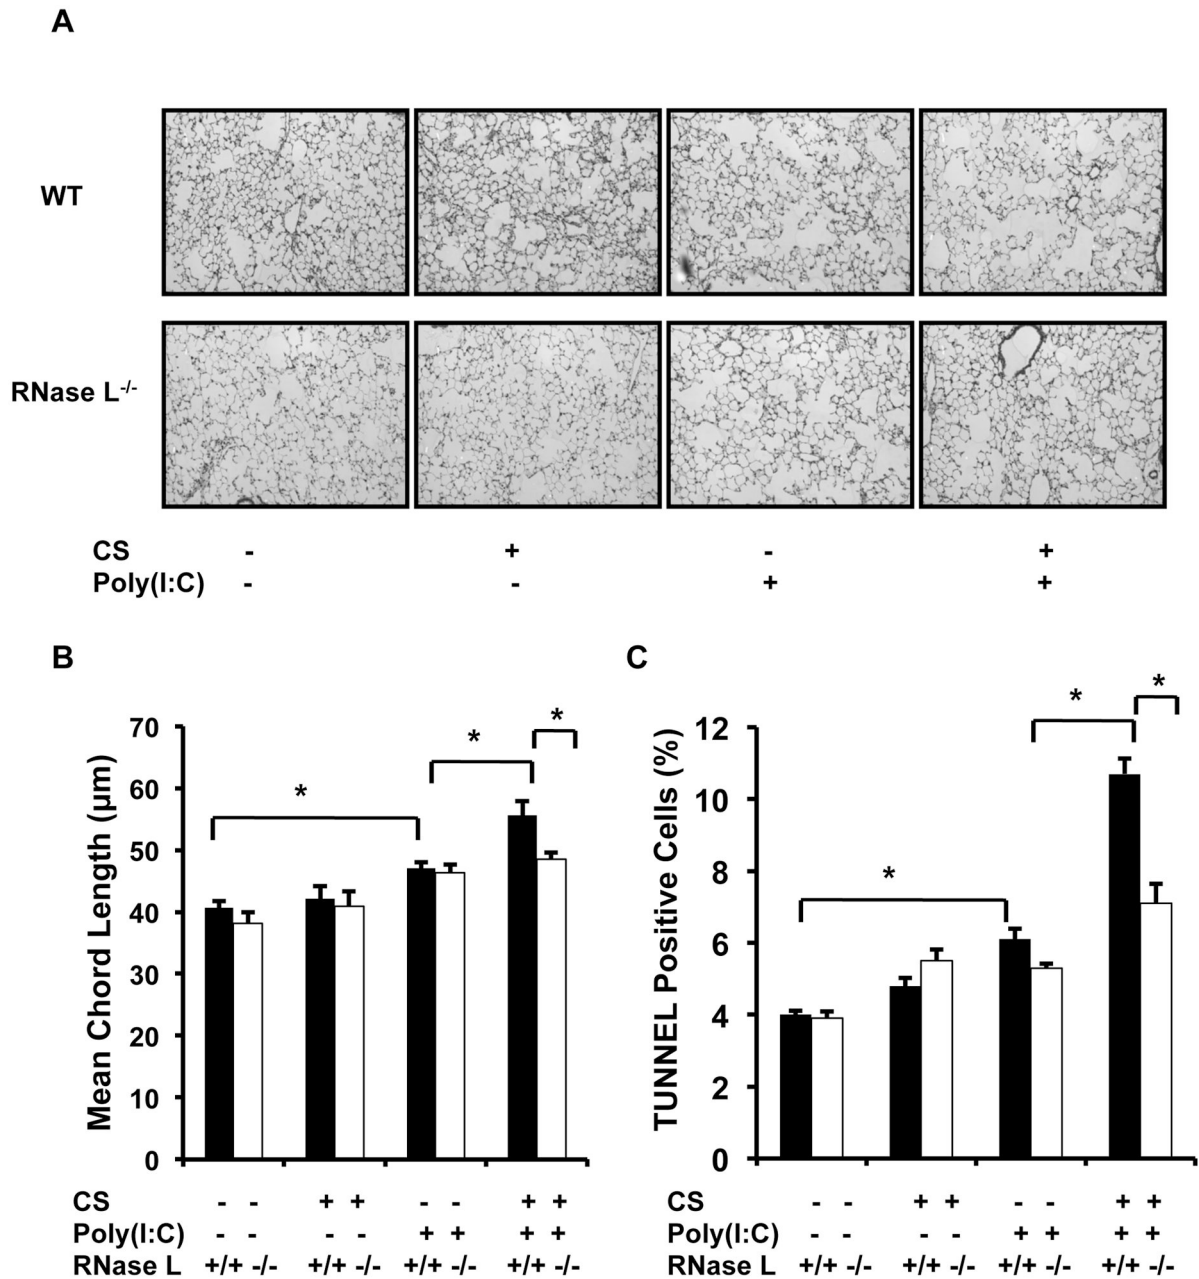 A
WT
RNase L-/-
CS - + - +
Poly(I:C) - - + +
B
C
Mean Chord Length (µm)
70
60
50
40
30
20
10
0
* * *
CS - - + + - - + +
Poly(I:C) - - - - + + + +
RNase L +/+ -/- +/+ -/- +/+ -/- +/+ -/-
TUNNEL Positive Cells (%)
12
10
8
6
4
2
0
* * *
CS - - + + - - + +
Poly(I:C) - - - - + + + +
RNase L +/+ -/- +/+ -/- +/+ -/- +/+ -/-